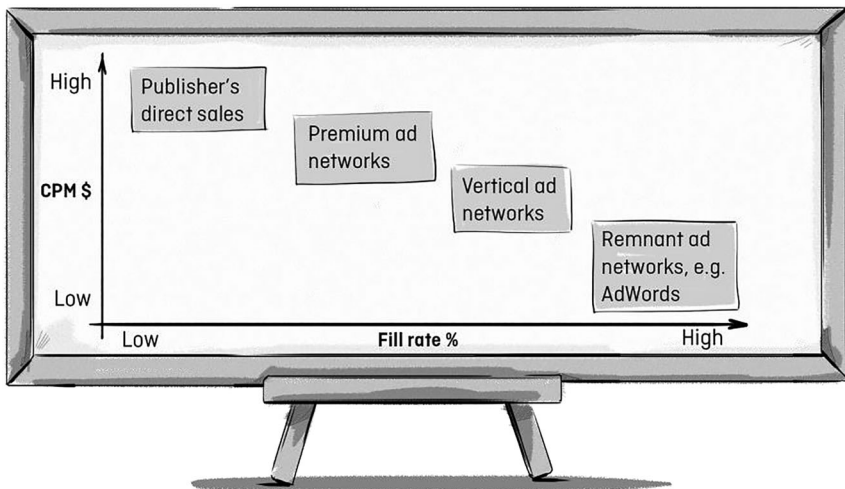 High
Publisher's
direct sales
Premium ad
networks
CPM $
Vertical ad
networks
Remnant ad
networks, e.g.
AdWords
Low
Low
Fill rate %
High